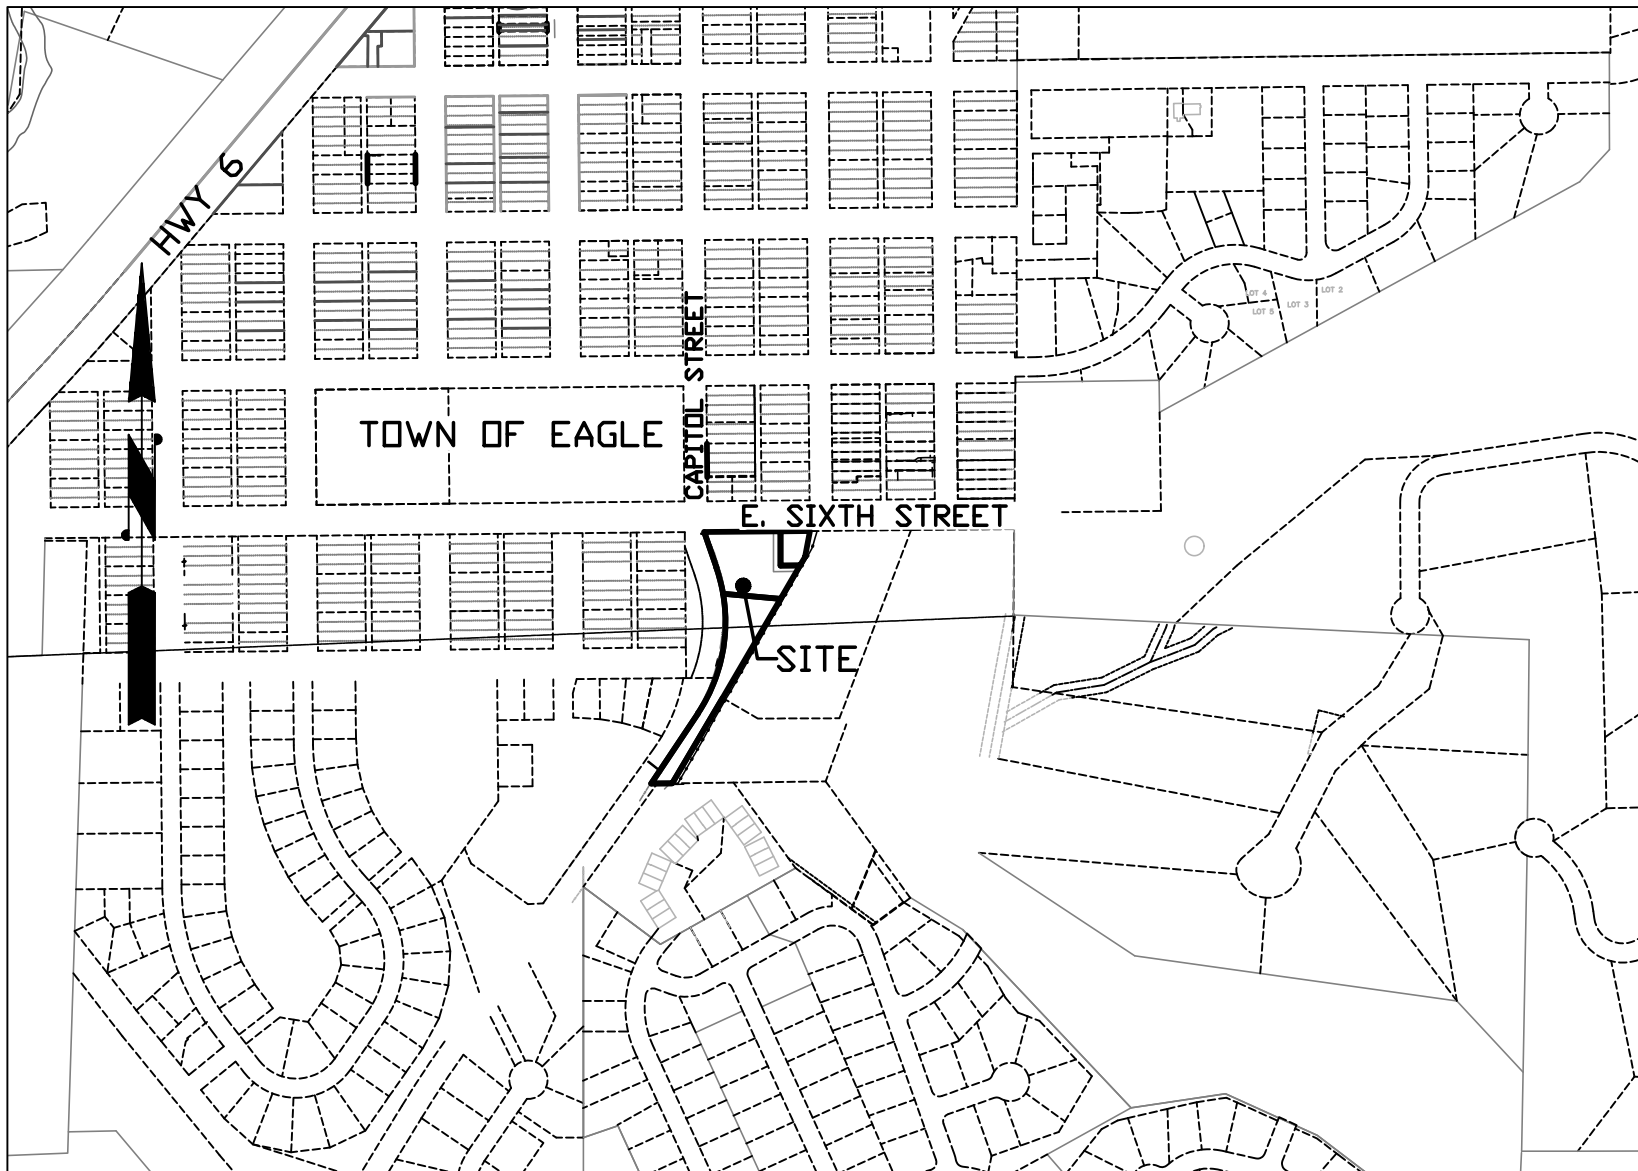 HWY 6
LOT 4
LOT 2
LOT 3
LOT 5
CAPITOL STREET
TOWN OF EAGLE
E. SIXTH STREET
SITE